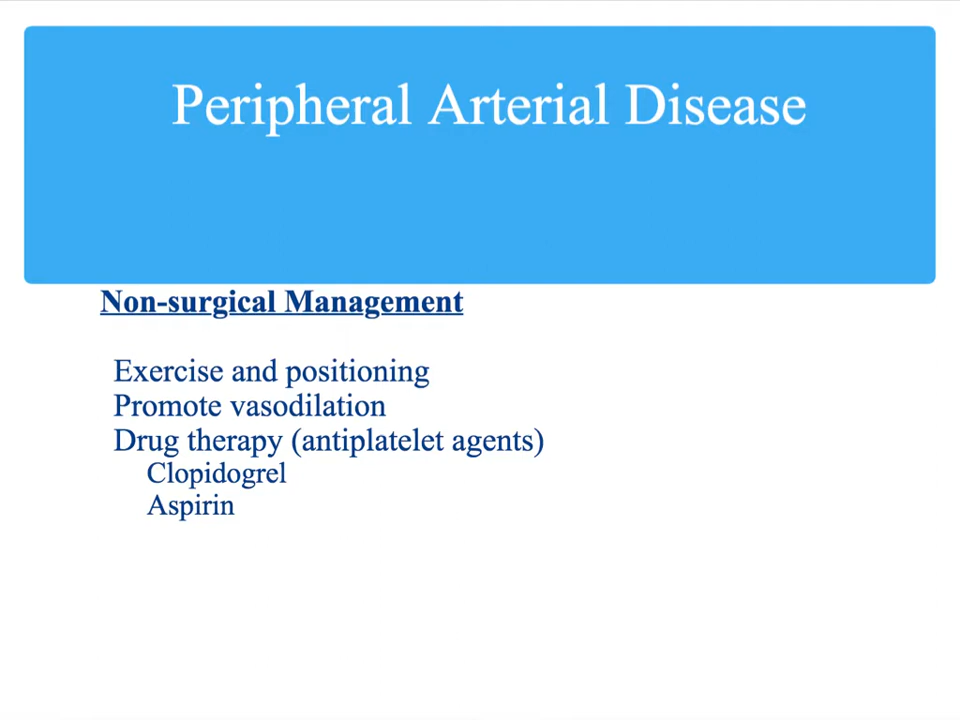 Peripheral Arterial Disease
Non-surgical Management
Exercise and positioning
Promote vasodilation
Drug therapy (antiplatelet agents)
Clopidogrel
Aspirin